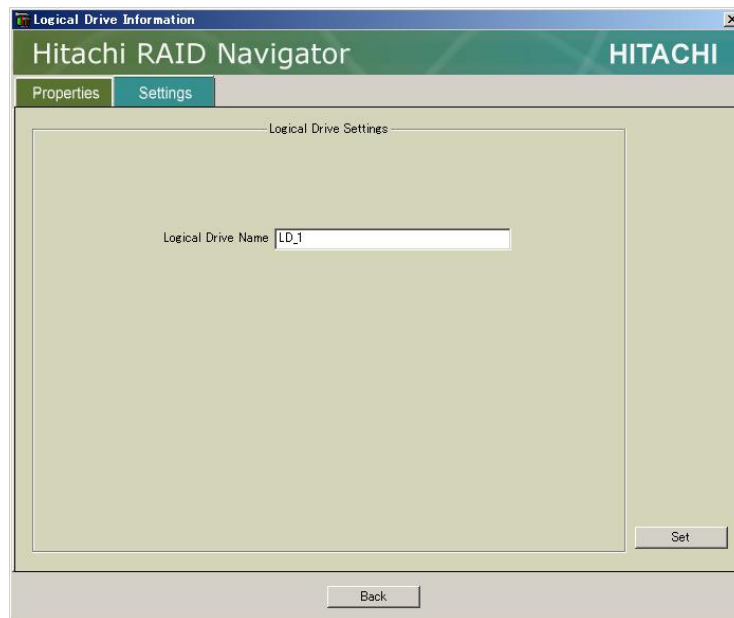 Logical Drive Information
Hitachi RAID Navigator
HITACHI
Properties
Settings
Logical Drive Settings
Logical Drive Name LD_1
Set
Back